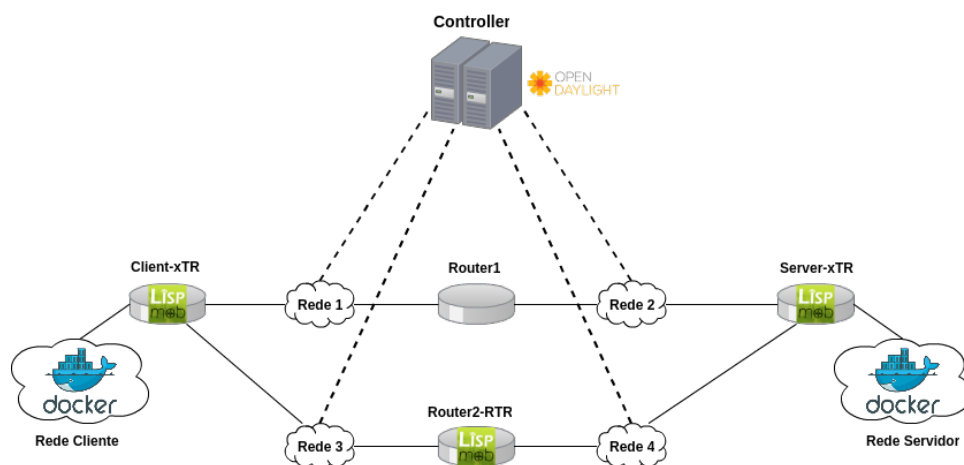 Controller
OPEN
DAYLIGHT
Client-xTR
Router1
Server-xTR
LISP
mob
Rede 1
Rede 2
LISP
mob
docker
Rede Cliente
Router2-RTR
docker
Rede Servidor
Rede 3
LISP
mob
Rede 4